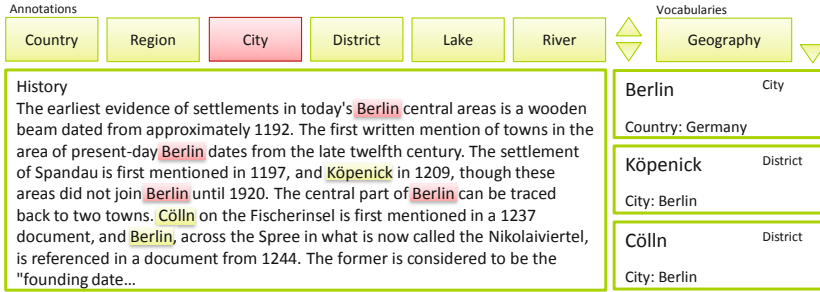 Annotations
Vocabularies
Country
Region
City
District
Lake
River
Geography
History
The earliest evidence of settlements in today's Berlin central areas is a wooden
beam dated from approximately 1192. The first written mention of towns in the
area of present-day Berlin dates from the late twelfth century. The settlement
of Spandau is first mentioned in 1197, and Köpenick in 1209, though these
areas did not join Berlin until 1920. The central part of Berlin can be traced
back to two towns. Cölln on the Fischerinsel is first mentioned in a 1237
document, and Berlin, across the Spree in what is now called the Nikolaiviertel,
is referenced in a document from 1244. The former is considered to be the
"founding date...
Berlin City
Country: Germany
Köpenick District
City: Berlin
Cölln District
City: Berlin